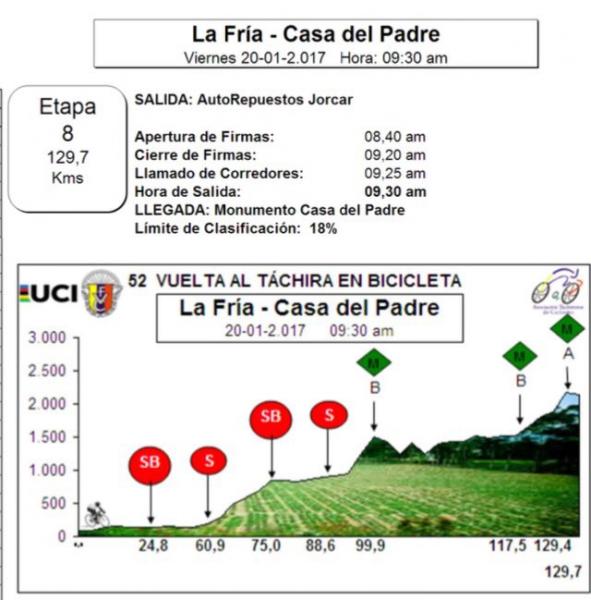 La Fría - Casa del Padre
Viernes 20-01-2.017 Hora: 09:30 am
Etapa
8
129,7
Kms
SALIDA: AutoRepuestos Jorcar
Apertura de Firmas: 08,40 am
Cierre de Firmas: 09,20 am
Llamado de Corredores: 09,25 am
Hora de Salida: 09,30 am
LLEGADA: Monumento Casa del Padre
Límite de Clasificación: 18%
UCI
52 VUELTA AL TÁCHIRA EN BICICLETA
La Fría - Casa del Padre
20-01-2.017 09:30 am
3.000
2.500
2.000
1.500
1.000
500
0
SB
S
SB
S
M
B
M
B
M
A
24,8 60,9 75,0 88,6 99,9 117,5 129,4
129,7